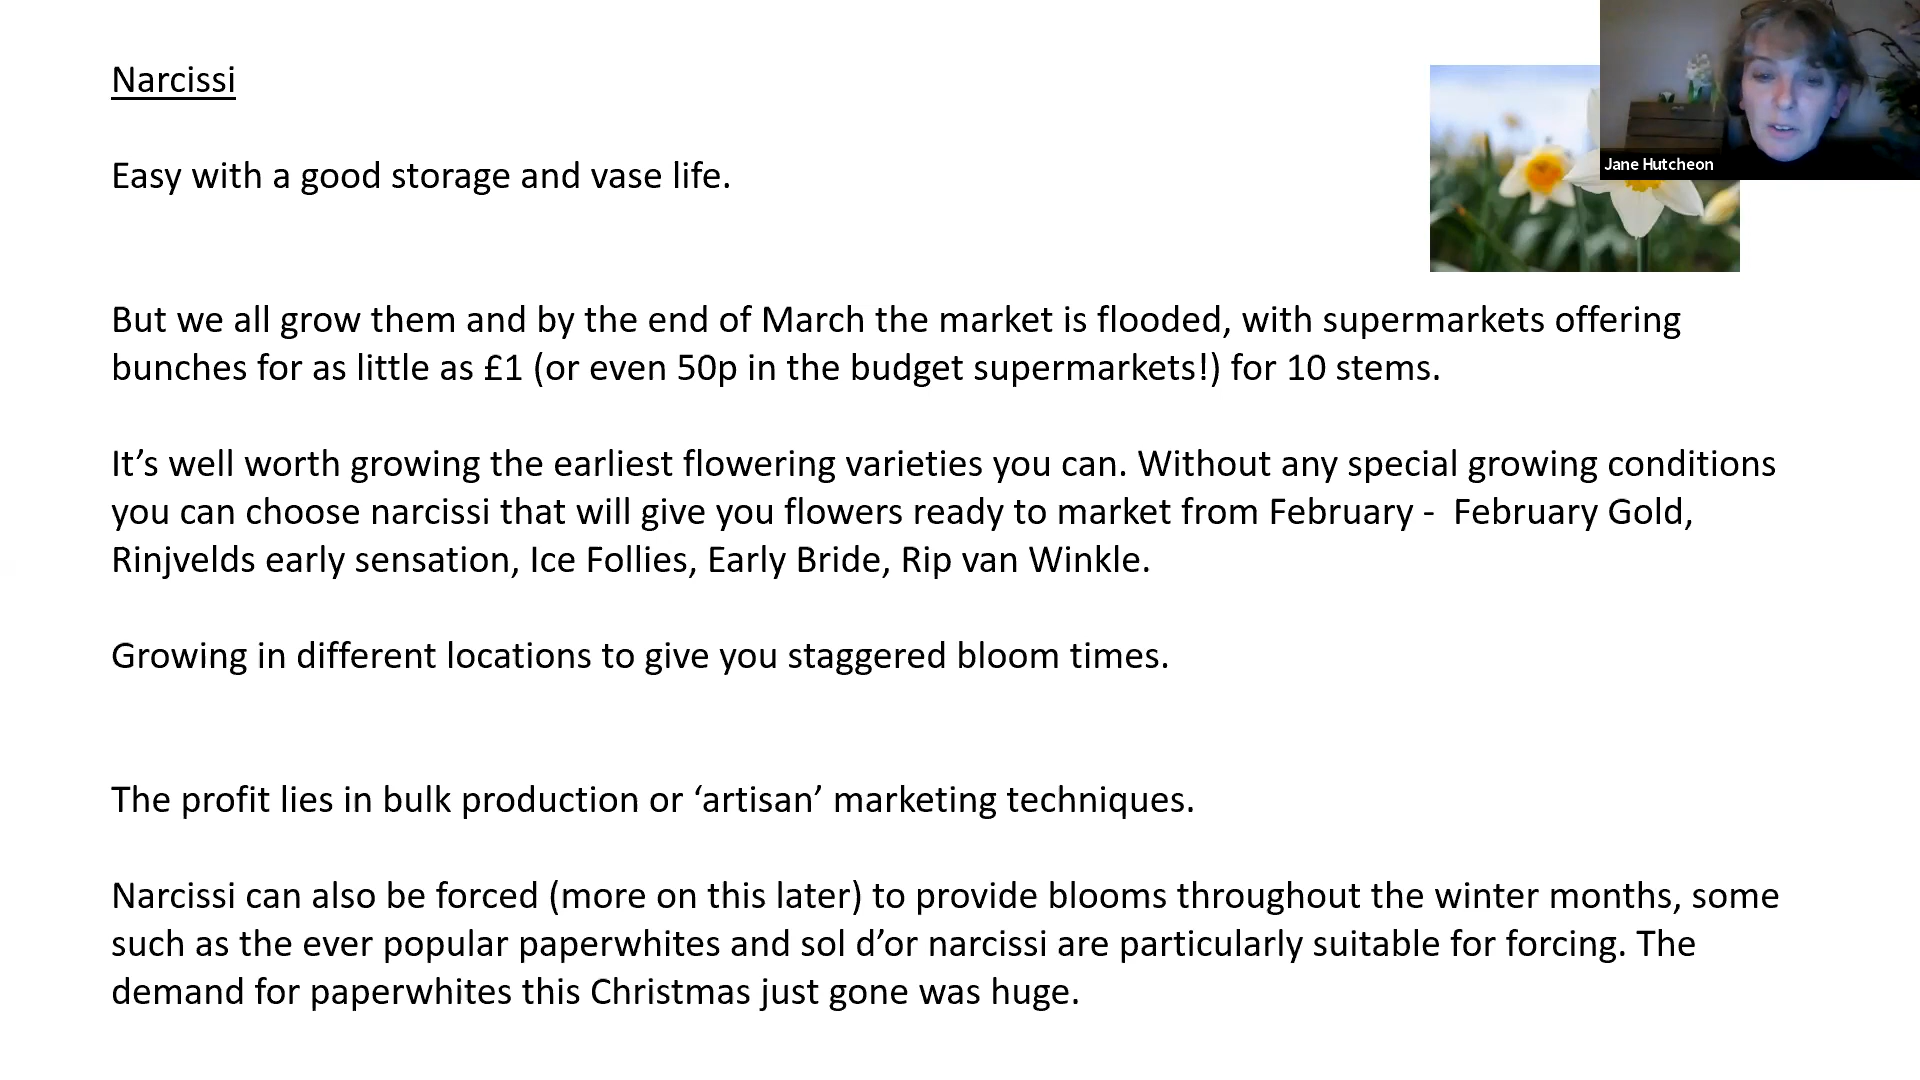 Narcissi
Jane Hutcheon
Easy with a good storage and vase life.
But we all grow them and by the end of March the market is flooded, with supermarkets offering
bunches for as little as £1 (or even 50p in the budget supermarkets!) for 10 stems.
It’s well worth growing the earliest flowering varieties you can. Without any special growing conditions
you can choose narcissi that will give you flowers ready to market from February -  February Gold,
Rinjvelds early sensation, Ice Follies, Early Bride, Rip van Winkle.
Growing in different locations to give you staggered bloom times.
The profit lies in bulk production or ‘artisan’ marketing techniques.
Narcissi can also be forced (more on this later) to provide blooms throughout the winter months, some
such as the ever popular paperwhites and sol d’or narcissi are particularly suitable for forcing. The
demand for paperwhites this Christmas just gone was huge.